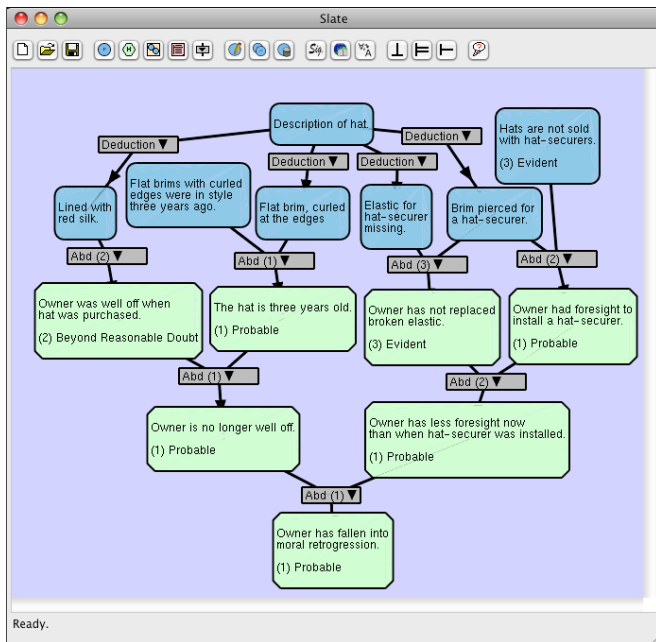 Slate
Sig.
Description of hat.
Hats are not sold
with hat-securers.
(3) Evident
Deduction ▼
Deduction ▼
Deduction ▼
Deduction ▼
Flat brims with curled
edges were in style
three years ago.
Lined with
red silk.
Flat brim, curled
at the edges
Elastic for
hat-securer
missing.
Brim pierced for
a hat-securer.
Abd (2) ▼
Abd (1) ▼
Abd (3) ▼
Abd (2) ▼
Owner was well off when
hat was purchased.
(2) Beyond Reasonable Doubt
The hat is three years old.
(1) Probable
Owner has not replaced
broken elastic.
(3) Evident
Owner had foresight to
install a hat-securer.
(1) Probable
Abd (1) ▼
Abd (2) ▼
Owner is no longer well off.
(1) Probable
Owner has less foresight now
than when hat-securer was installed.
(1) Probable
Abd (1) ▼
Owner has fallen into
moral retrogression.
(1) Probable
Ready.